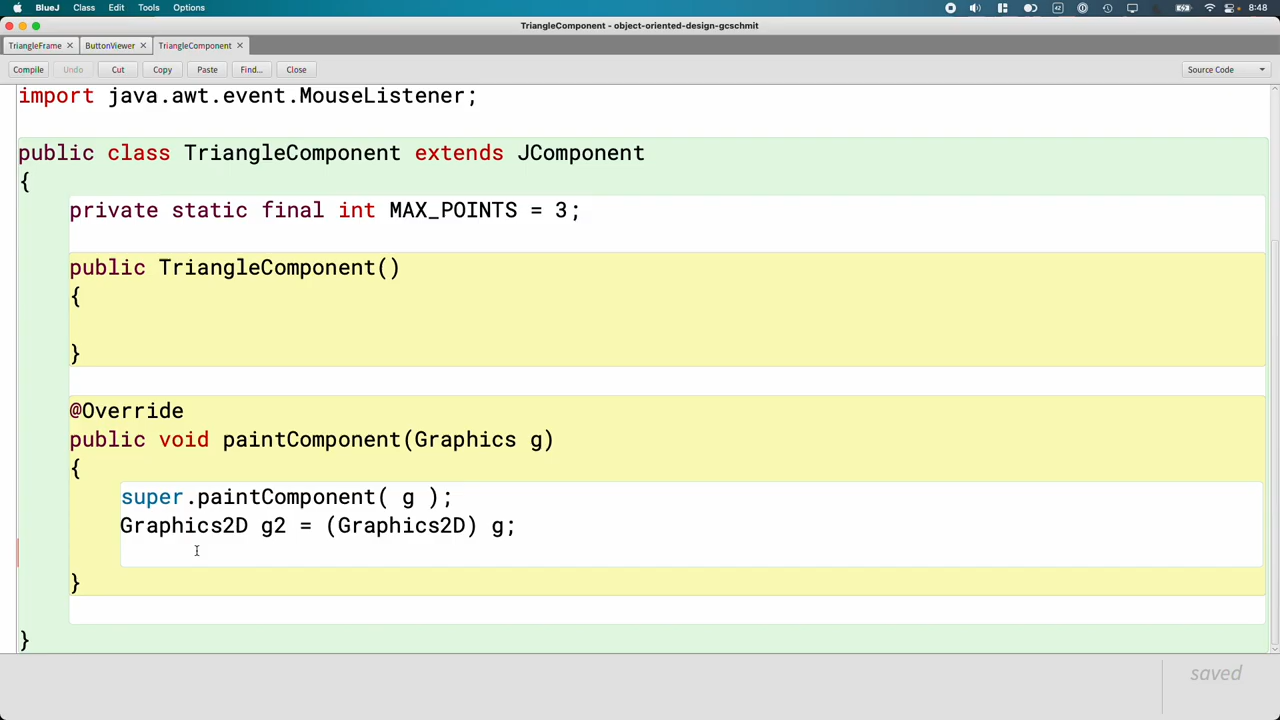 BlueJ Class Edit Tools Options 8:48
TriangleComponent - object-oriented-design-gcschmit
TriangleFrame ButtonViewer TriangleComponent
Compile Undo Cut Copy Paste Find... Close Source Code
import java.awt.event.MouseListener;
public class TriangleComponent extends JComponent
{
private static final int MAX_POINTS = 3;
public TriangleComponent()
{
}
@Override
public void paintComponent(Graphics g)
{
super.paintComponent( g );
Graphics2D g2 = (Graphics2D) g;
}
}
saved